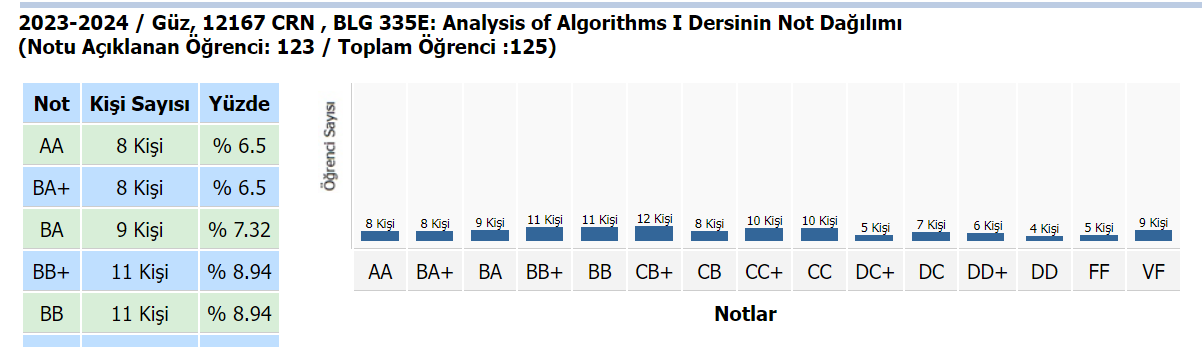 2023-2024 / Güz, 12167 CRN , BLG 335E: Analysis of Algorithms I Dersinin Not Dağılımı
(Notu Açıklanan Öğrenci: 123 / Toplam Öğrenci :125)
Not Kişi Sayısı Yüzde
AA 8 Kişi % 6.5
BA+ 8 Kişi % 6.5
BA 9 Kişi % 7.32
BB+ 11 Kişi % 8.94
BB 11 Kişi % 8.94
Öğrenci Sayısı
8 Kişi 8 Kişi 9 Kişi 11 Kişi 11 Kişi 12 Kişi 8 Kişi 10 Kişi 10 Kişi 5 Kişi 7 Kişi 6 Kişi 4 Kişi 5 Kişi 9 Kişi
AA BA+ BA BB+ BB CB+ CB CC+ CC DC+ DC DD+ DD FF VF
Notlar